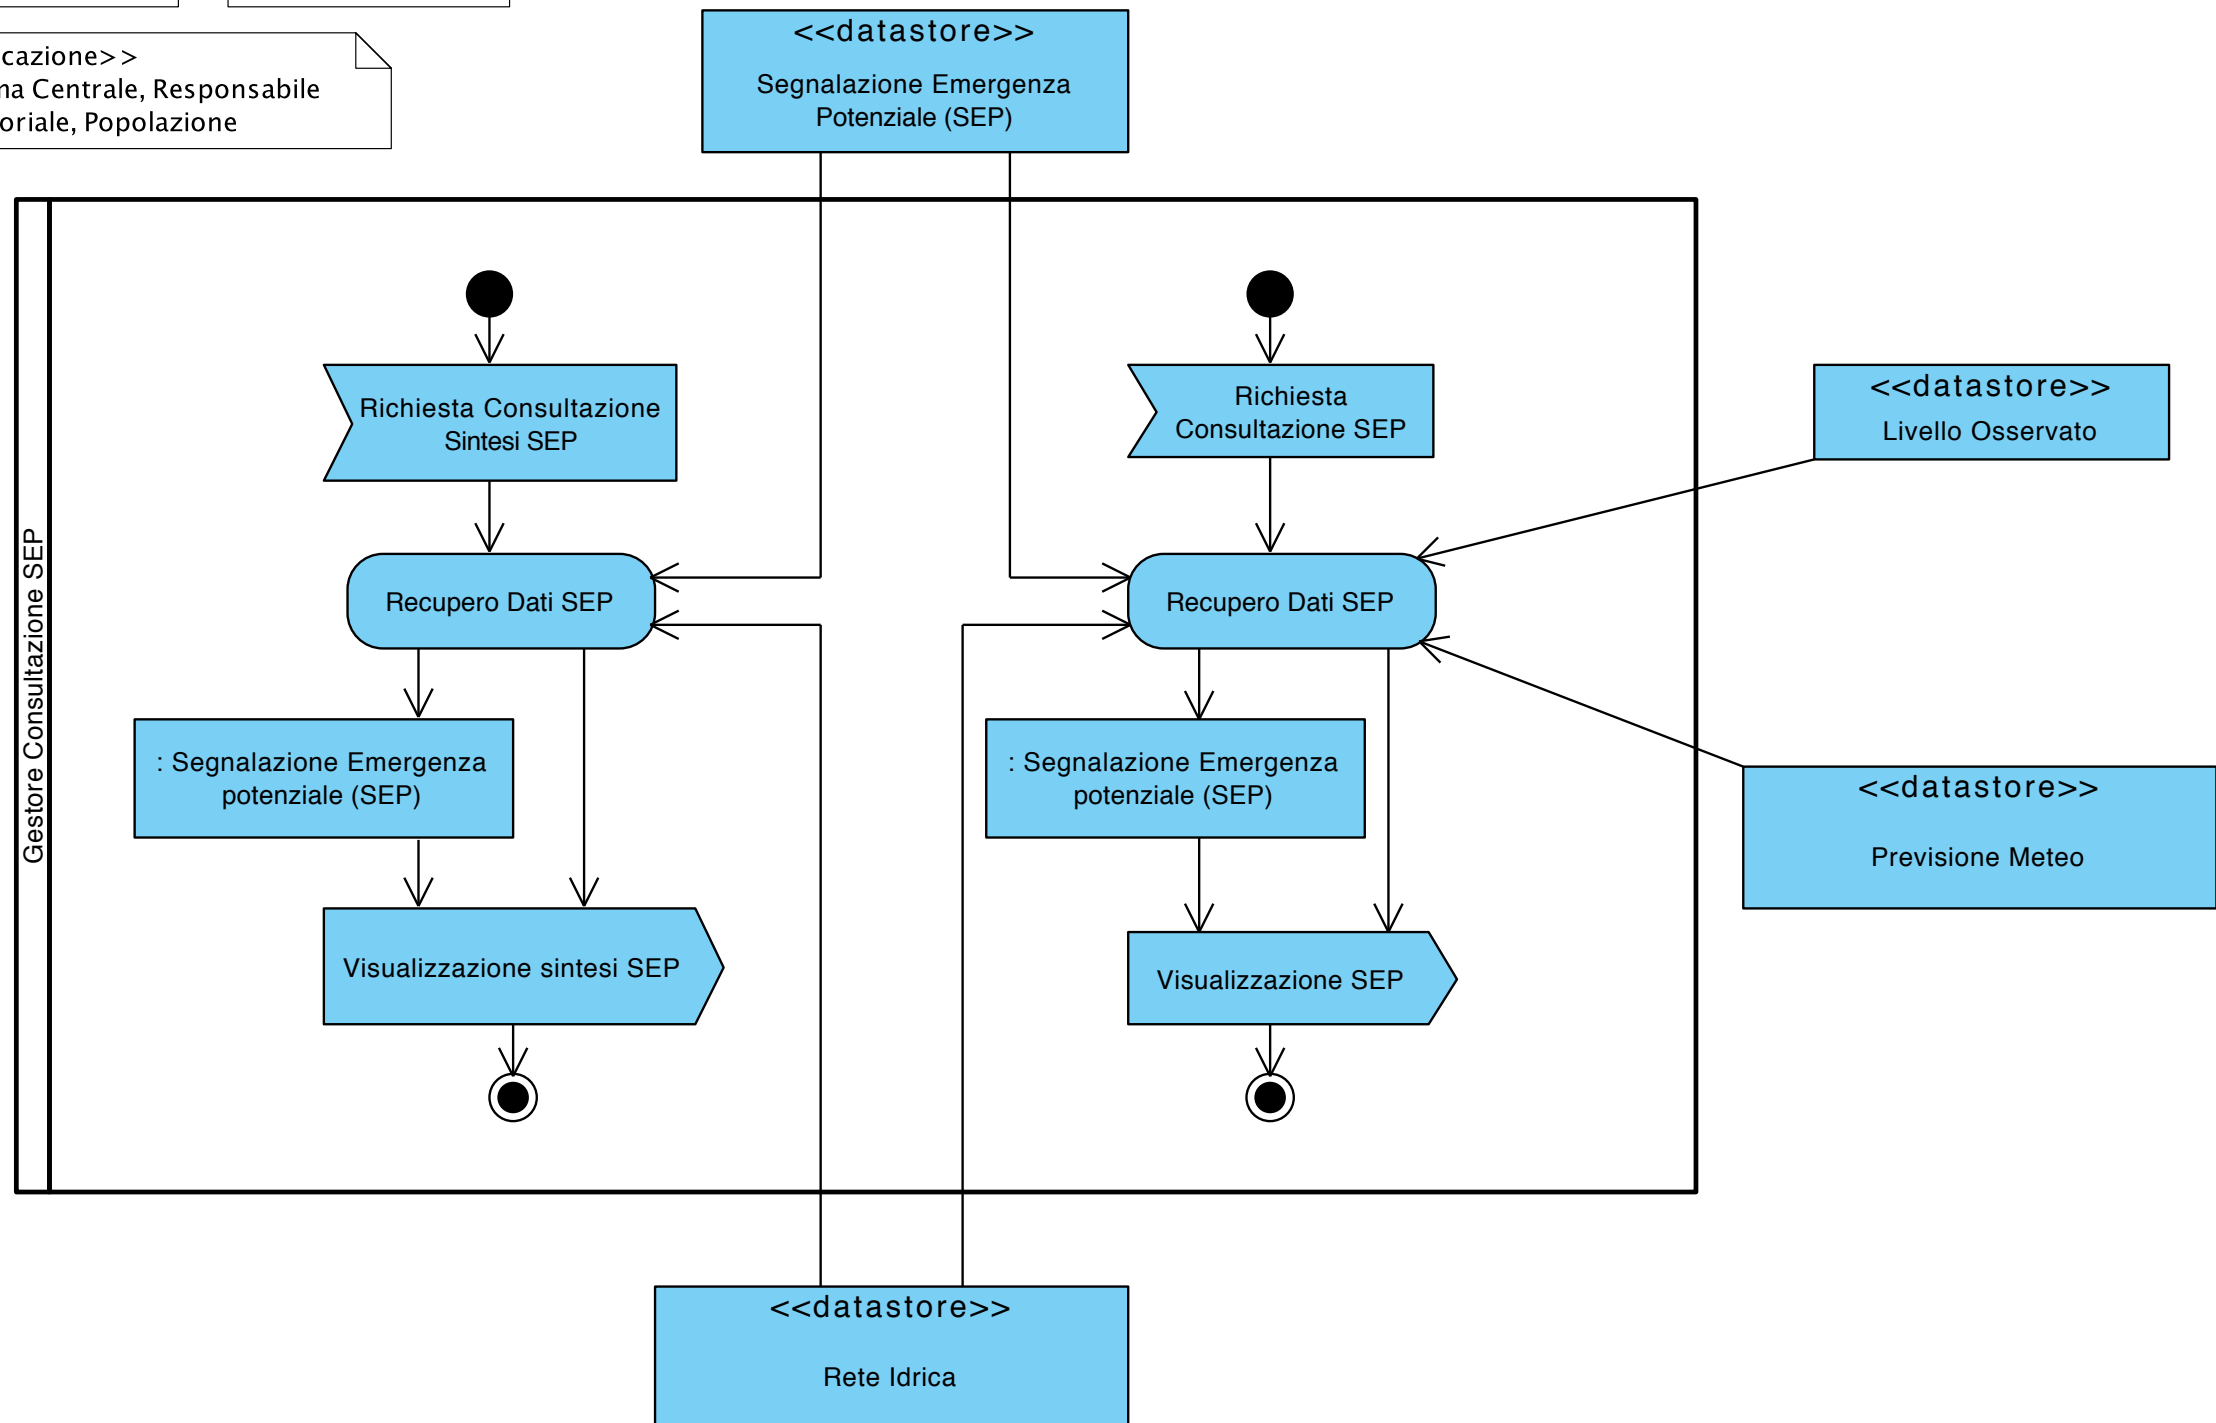 <<datastore>>
Segnalazione Emergenza
Potenziale (SEP)
cazione>>
na Centrale, Responsabile
oriale, Popolazione
Gestore Consultazione SEP
Richiesta Consultazione
Sintesi SEP
Recupero Dati SEP
: Segnalazione Emergenza
potenziale (SEP)
Visualizzazione sintesi SEP
Richiesta
Consultazione SEP
Recupero Dati SEP
: Segnalazione Emergenza
potenziale (SEP)
Visualizzazione SEP
<<datastore>>
Livello Osservato
<<datastore>>
Previsione Meteo
<<datastore>>
Rete Idrica